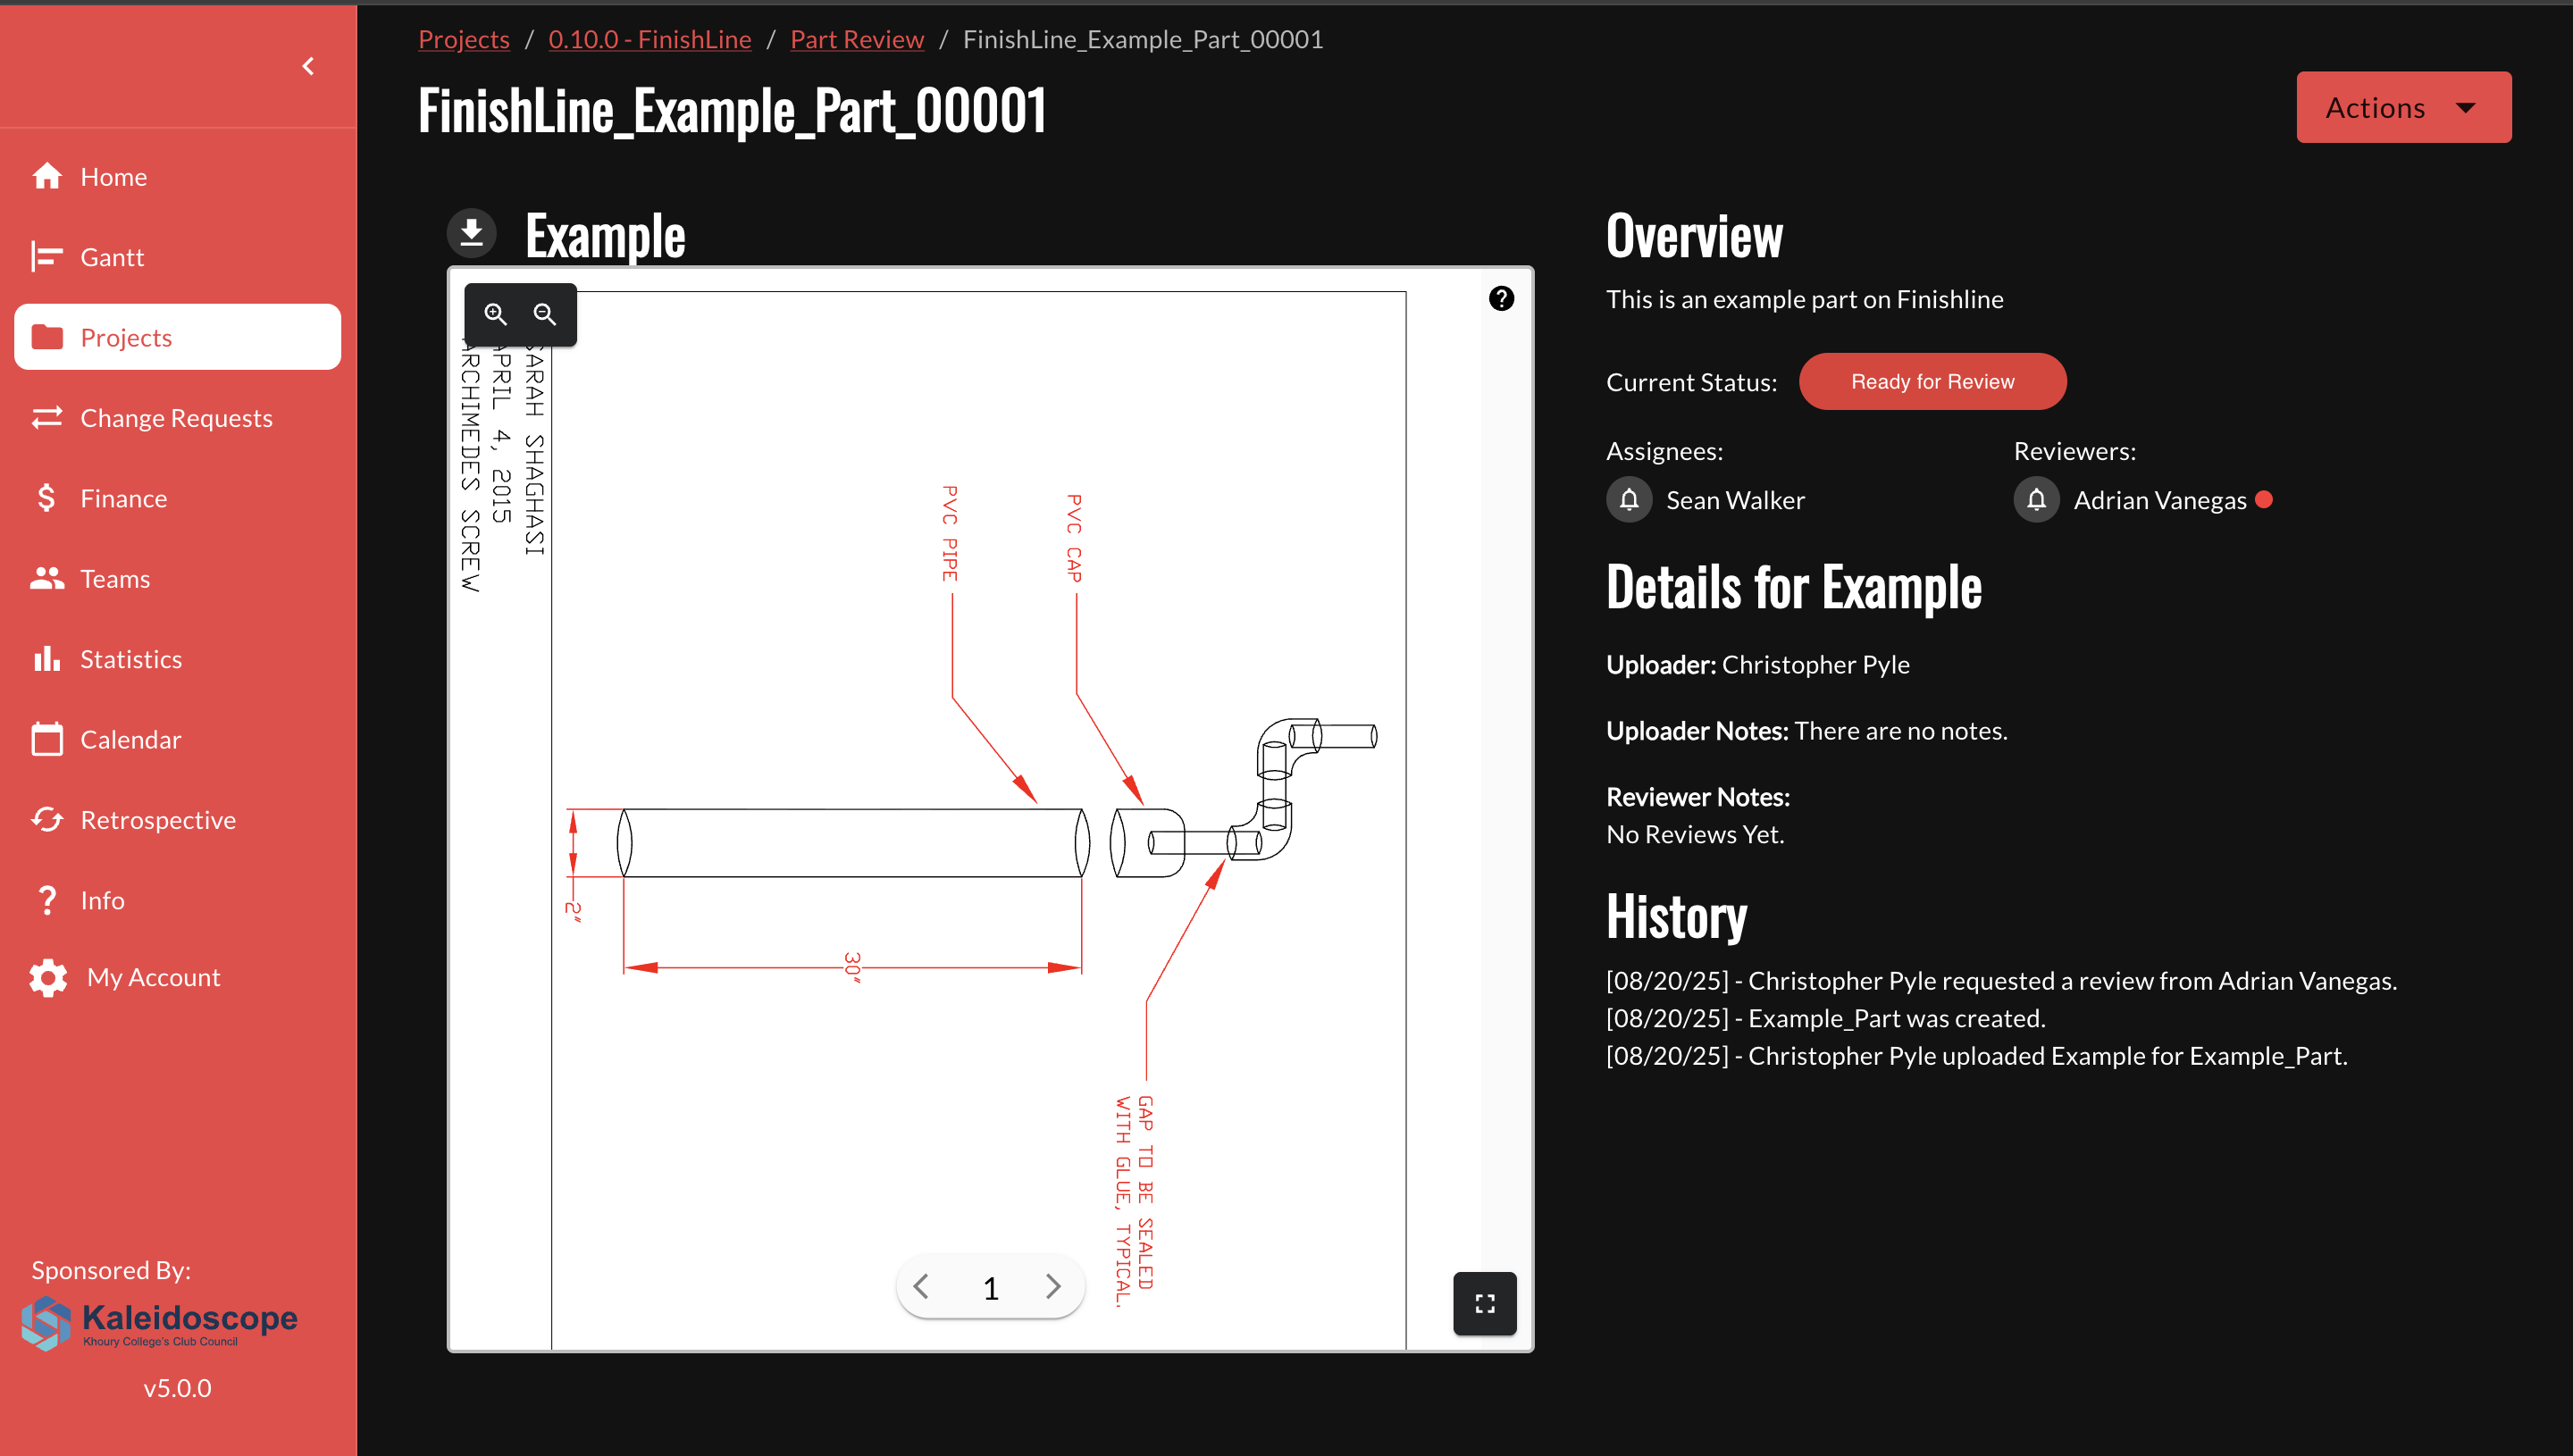 Projects / 0.10.0 - FinishLine / Part Review / FinishLine_Example_Part_00001
FinishLine_Example_Part_00001
Actions
Home
Gantt
Projects
Change Requests
Finance
Teams
Statistics
Calendar
Retrospective
Info
My Account
Sponsored By:
Kaleidoscope
Khoury College's Club Council
v5.0.0
Example
SARAH SHAGHASI
APRIL 4, 2015
ARCHIMEDES SCREW
PVC PIPE
PVC CAP
2"
30"
GAP TO BE SEALED
WITH GLUE, TYPICAL.
1
Overview
This is an example part on Finishline
Current Status: Ready for Review
Assignees:
Sean Walker
Reviewers:
Adrian Vanegas
Details for Example
Uploader: Christopher Pyle
Uploader Notes: There are no notes.
Reviewer Notes:
No Reviews Yet.
History
[08/20/25] - Christopher Pyle requested a review from Adrian Vanegas.
[08/20/25] - Example_Part was created.
[08/20/25] - Christopher Pyle uploaded Example for Example_Part.